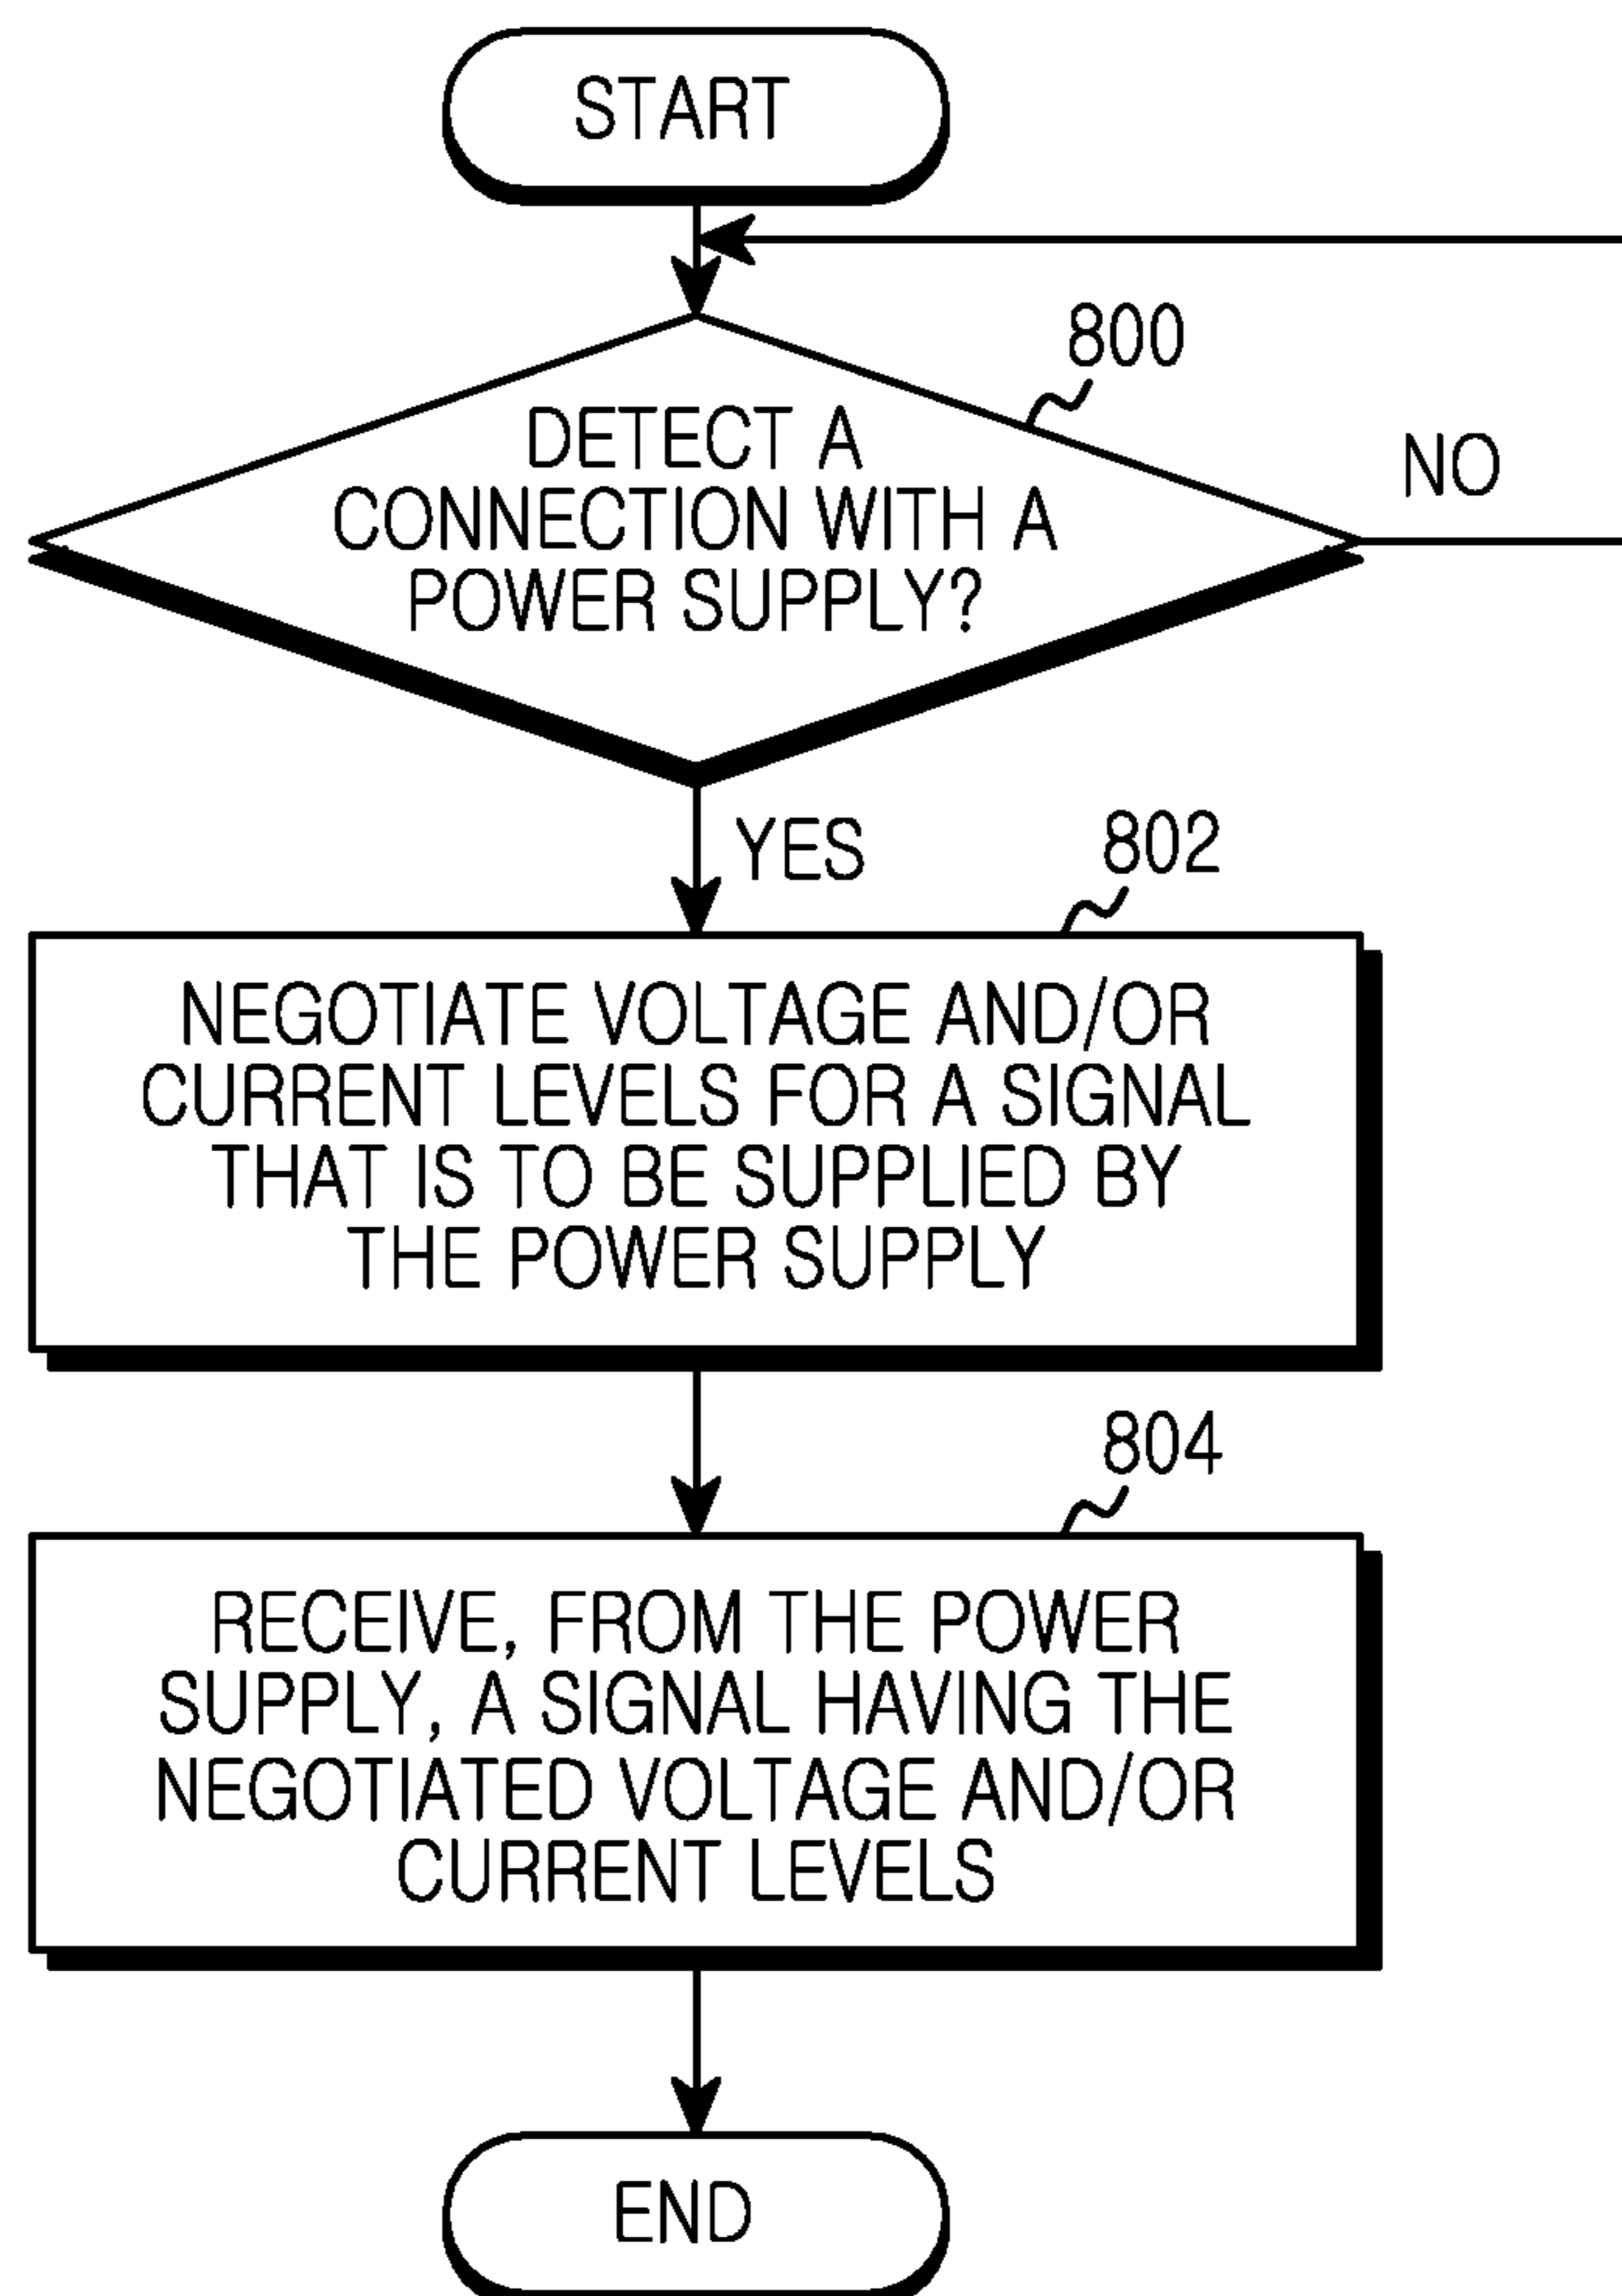 START
800
DETECT A
CONNECTION WITH A
POWER SUPPLY?
NO
YES
802
NEGOTIATE VOLTAGE AND/OR
CURRENT LEVELS FOR A SIGNAL
THAT IS TO BE SUPPLIED BY
THE POWER SUPPLY
804
RECEIVE, FROM THE POWER
SUPPLY, A SIGNAL HAVING THE
NEGOTIATED VOLTAGE AND/OR
CURRENT LEVELS
END